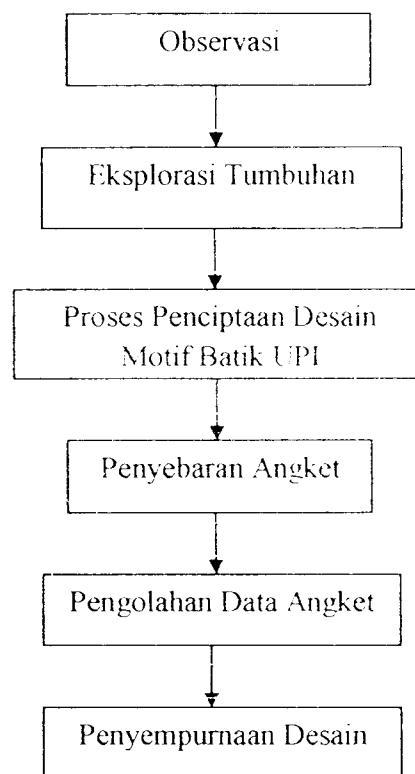 Observasi
Eksplorasi Tumbuhan
Proses Penciptaan Desain
Motif Batik UPI
Penyebaran Angket
Pengolahan Data Angket
Penyempurnaan Desain